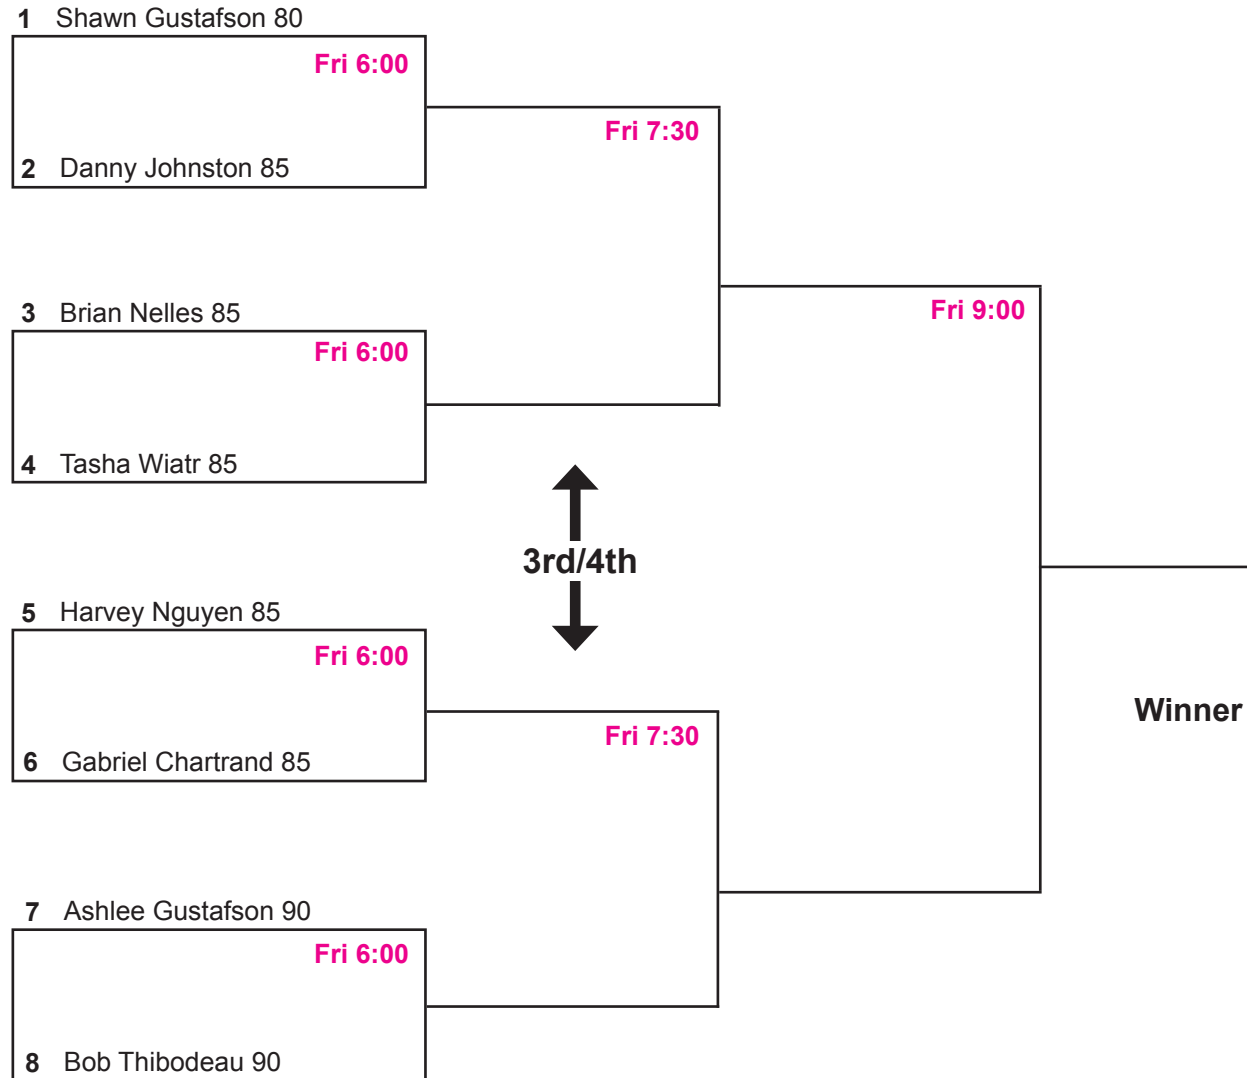 1 Shawn Gustafson 80
Fri 6:00
Fri 7:30
2 Danny Johnston 85
3 Brian Nelles 85
Fri 9:00
Fri 6:00
4 Tasha Wiatr 85
3rd/4th
5 Harvey Nguyen 85
Fri 6:00
Winner
Fri 7:30
6 Gabriel Chartrand 85
7 Ashlee Gustafson 90
Fri 6:00
8 Bob Thibodeau 90